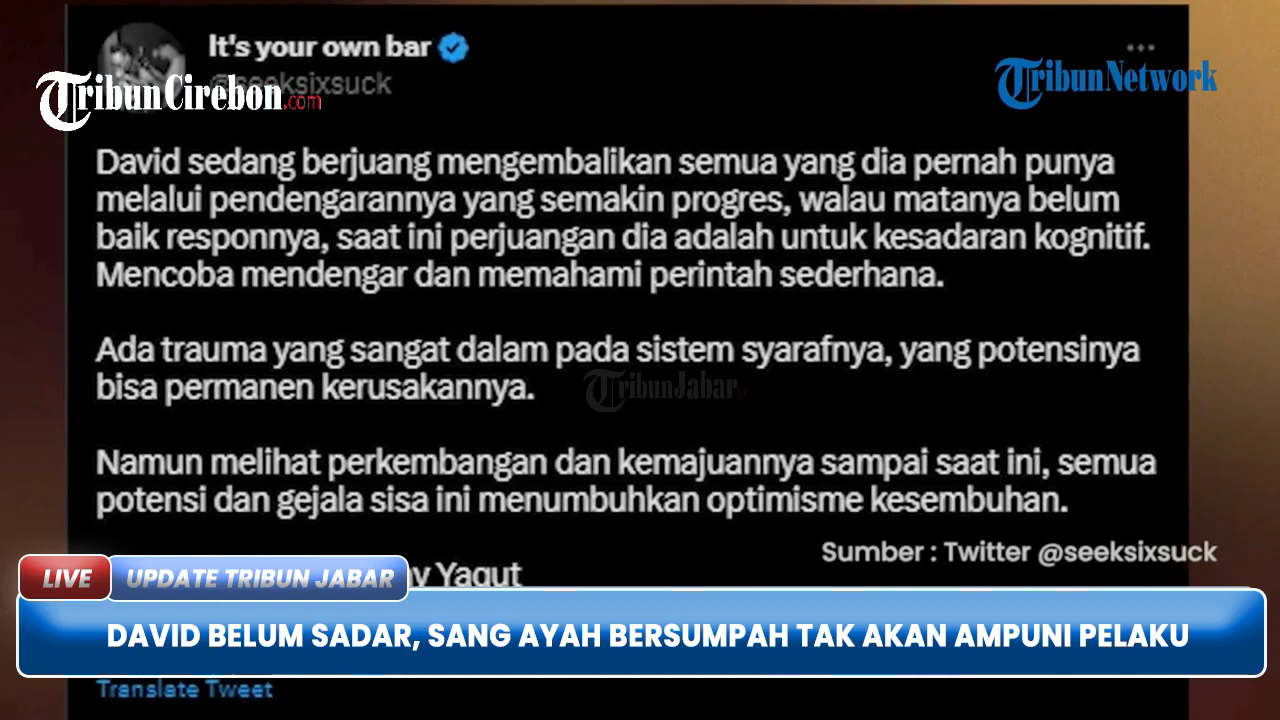 It's your own bar
@seeksixsuck
TribunCirebon.com
TribunNetwork
David sedang berjuang mengembalikan semua yang dia pernah punya
melalui pendengarannya yang semakin progres, walau matanya belum
baik responnya, saat ini perjuangan dia adalah untuk kesadaran kognitif.
Mencoba mendengar dan memahami perintah sederhana.
Ada trauma yang sangat dalam pada sistem syarafnya, yang potensinya
bisa permanen kerusakannya.
TribunJabar
Namun melihat perkembangan dan kemajuannya sampai saat ini, semua
potensi dan gejala sisa ini menumbuhkan optimisme kesembuhan.
Sumber : Twitter @seeksixsuck
Yaqut
LIVE UPDATE TRIBUN JABAR
DAVID BELUM SADAR, SANG AYAH BERSUMPAH TAK AKAN AMPUNI PELAKU
Translate Tweet